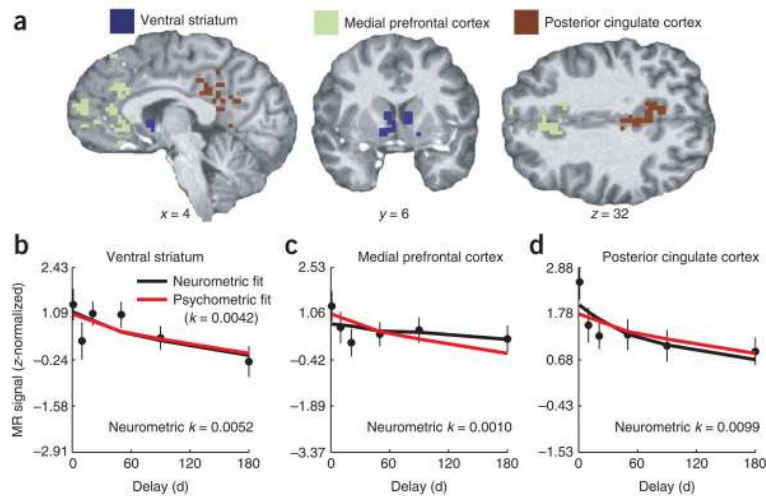 a
Ventral striatum
Medial prefrontal cortex
Posterior cingulate cortex
x = 4
y = 6
z = 32
b
Ventral striatum
2.43
1.09
−0.24
−1.58
−2.91
MR signal (z-normalized)
Neurometric fit
Psychometric fit
(k = 0.0042)
Neurometric k = 0.0052
0 60 120 180
Delay (d)
c
Medial prefrontal cortex
2.53
1.06
−0.42
−1.89
−3.37
Neurometric k = 0.0010
0 60 120 180
Delay (d)
d
Posterior cingulate cortex
2.88
1.78
0.68
−0.43
−1.53
Neurometric k = 0.0099
0 60 120 180
Delay (d)